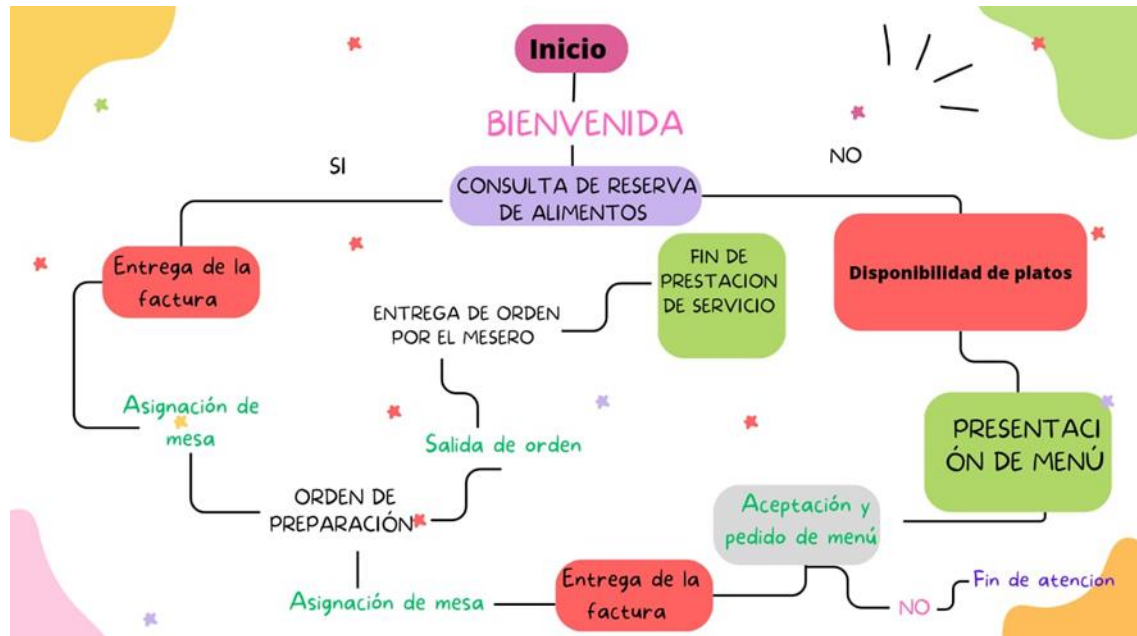 Inicio
BIENVENIDA
SI
NO
CONSULTA DE RESERVA
DE ALIMENTOS
Entrega de la
factura
FIN DE
PRESTACION
DE SERVICIO
Disponibilidad de platos
ENTREGA DE ORDEN
POR EL MESERO
Asignación de
mesa
Salida de orden
PRESENTACI
ÓN DE MENÚ
ORDEN DE
PREPARACIÓN
Aceptación y
pedido de menú
Asignación de mesa
Entrega de la
factura
NO
Fin de atencion